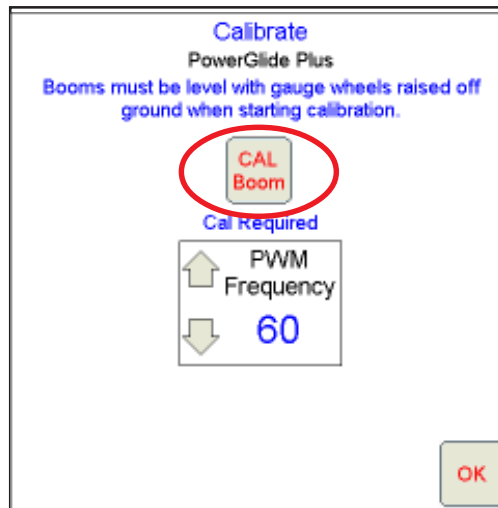 Calibrate
PowerGlide Plus
Booms must be level with gauge wheels raised off
ground when starting calibration.
CAL
Boom
Cal Required
PWM
Frequency
60
OK